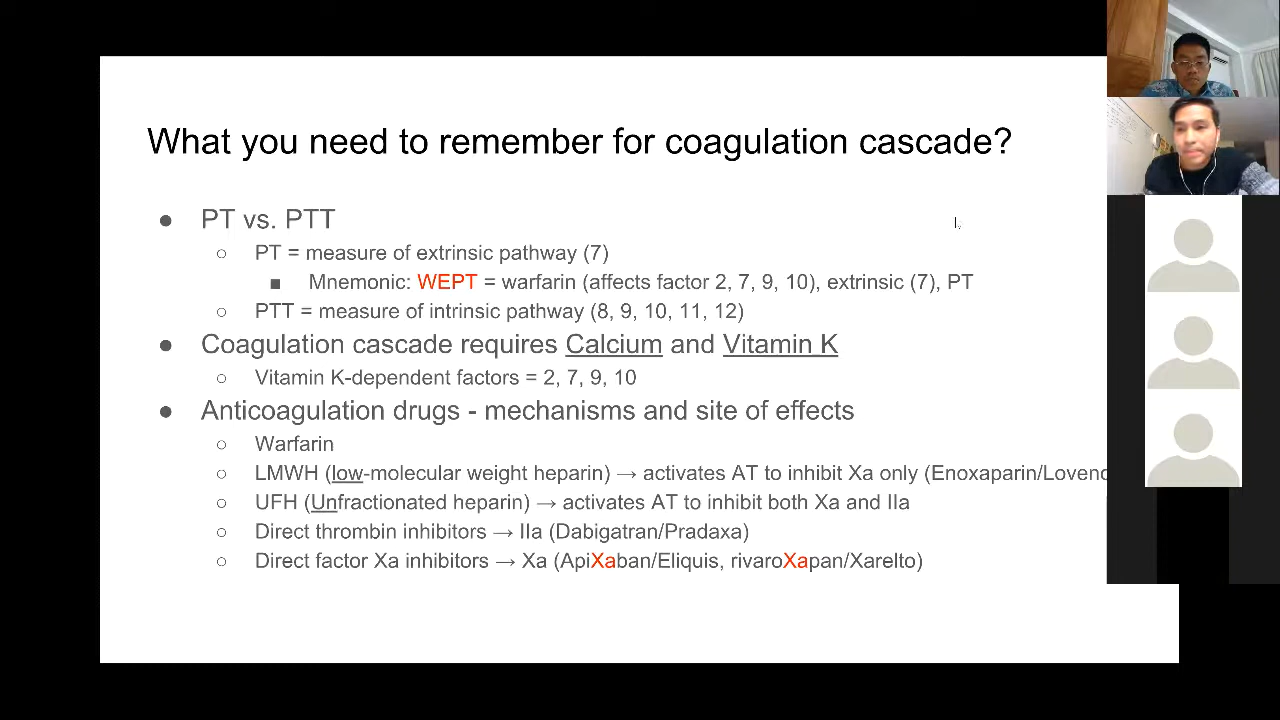 What you need to remember for coagulation cascade?
● PT vs. PTT
○ PT = measure of extrinsic pathway (7)
■ Mnemonic: WEPT = warfarin (affects factor 2, 7, 9, 10), extrinsic (7), PT
○ PTT = measure of intrinsic pathway (8, 9, 10, 11, 12)
● Coagulation cascade requires Calcium and Vitamin K
○ Vitamin K-dependent factors = 2, 7, 9, 10
● Anticoagulation drugs - mechanisms and site of effects
○ Warfarin
○ LMWH (low-molecular weight heparin) → activates AT to inhibit Xa only (Enoxaparin/Loveno
○ UFH (Unfractionated heparin) → activates AT to inhibit both Xa and IIa
○ Direct thrombin inhibitors → IIa (Dabigatran/Pradaxa)
○ Direct factor Xa inhibitors → Xa (ApiXaban/Eliquis, rivaroXapan/Xarelto)